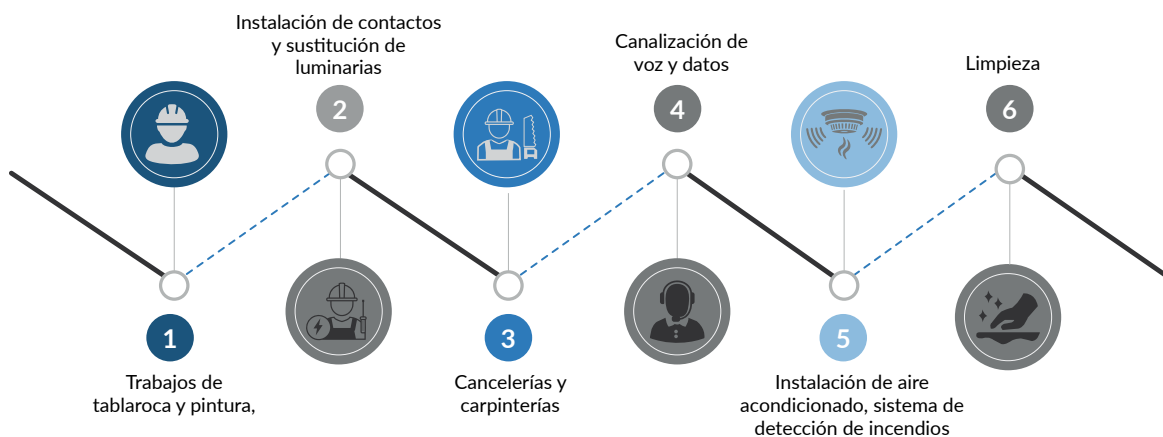 1
Trabajos de
tablaroca y pintura,
Instalación de contactos
y sustitución de
luminarias
2
3
Cancelerías y
carpinterías
Canalización de
voz y datos
4
5
Instalación de aire
acondicionado, sistema de
detección de incendios
Limpieza
6